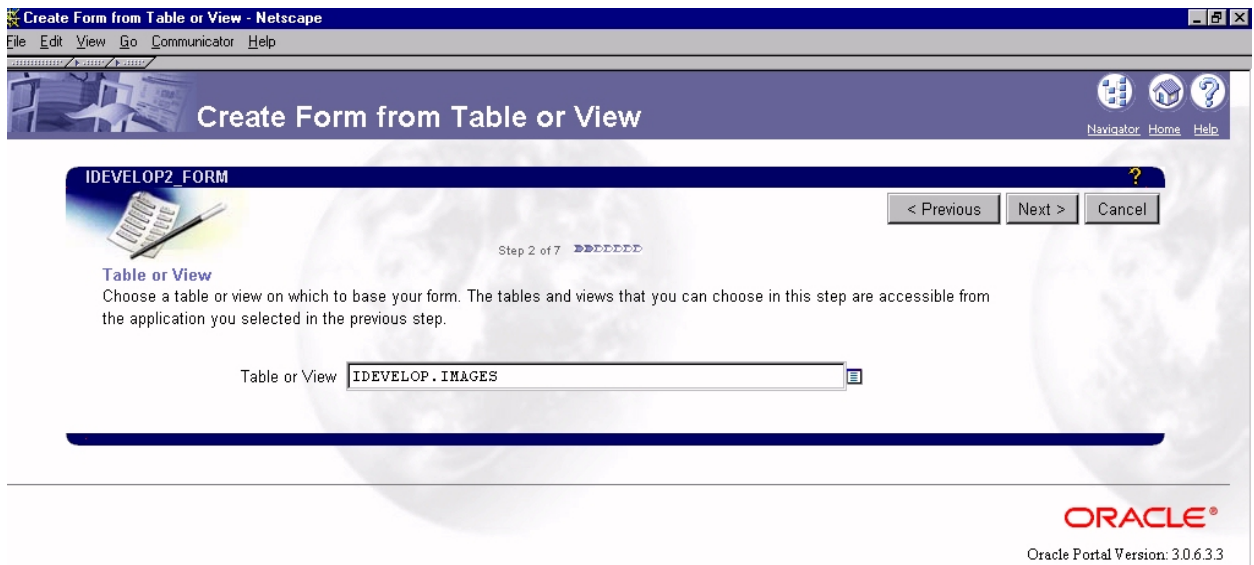 Create Form from Table or View - Netscape
File Edit View Go Communicator Help
Create Form from Table or View
Navigator Home Help
IDEVELOP2_FORM
?
< Previous Next > Cancel
Step 2 of 7
Table or View
Choose a table or view on which to base your form. The tables and views that you can choose in this step are accessible from
the application you selected in the previous step.
Table or View IDEVELOP.IMAGES
ORACLE®
Oracle Portal Version: 3.0.6.3.3